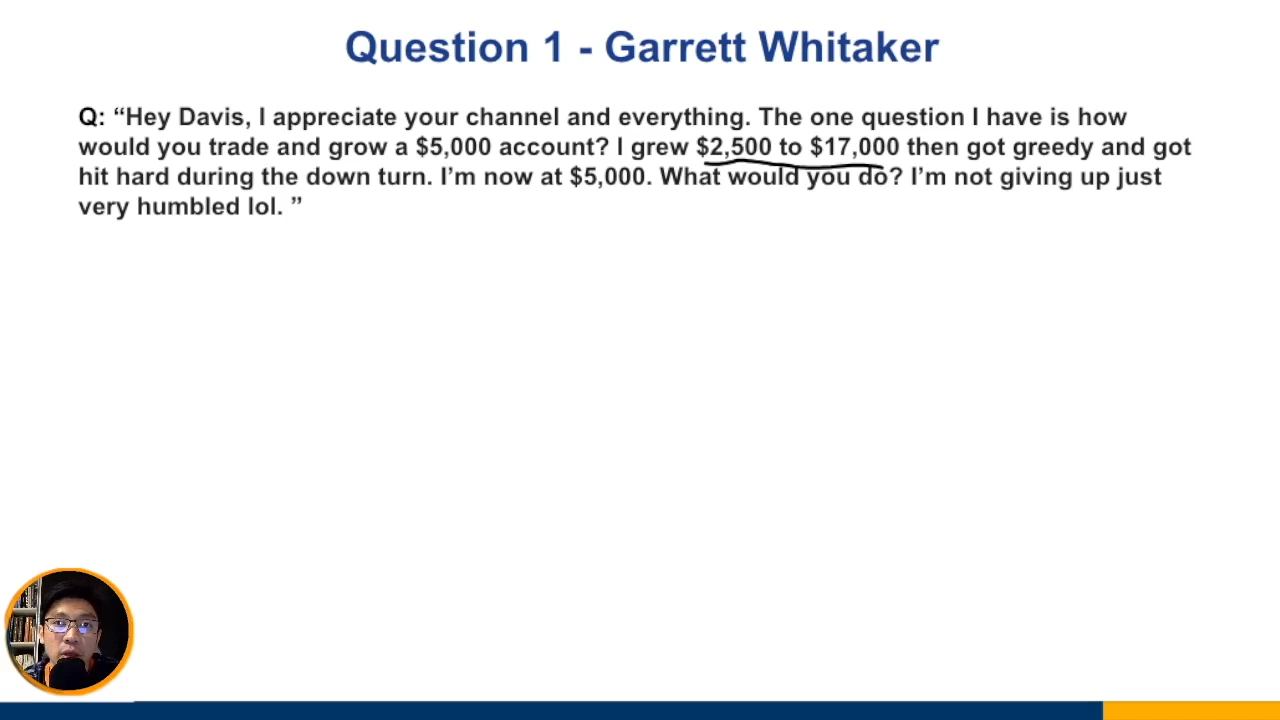 Question 1 - Garrett Whitaker
Q: “Hey Davis, I appreciate your channel and everything. The one question I have is how
would you trade and grow a $5,000 account? I grew $2,500 to $17,000 then got greedy and got
hit hard during the down turn. I’m now at $5,000. What would you do? I’m not giving up just
very humbled lol. ”